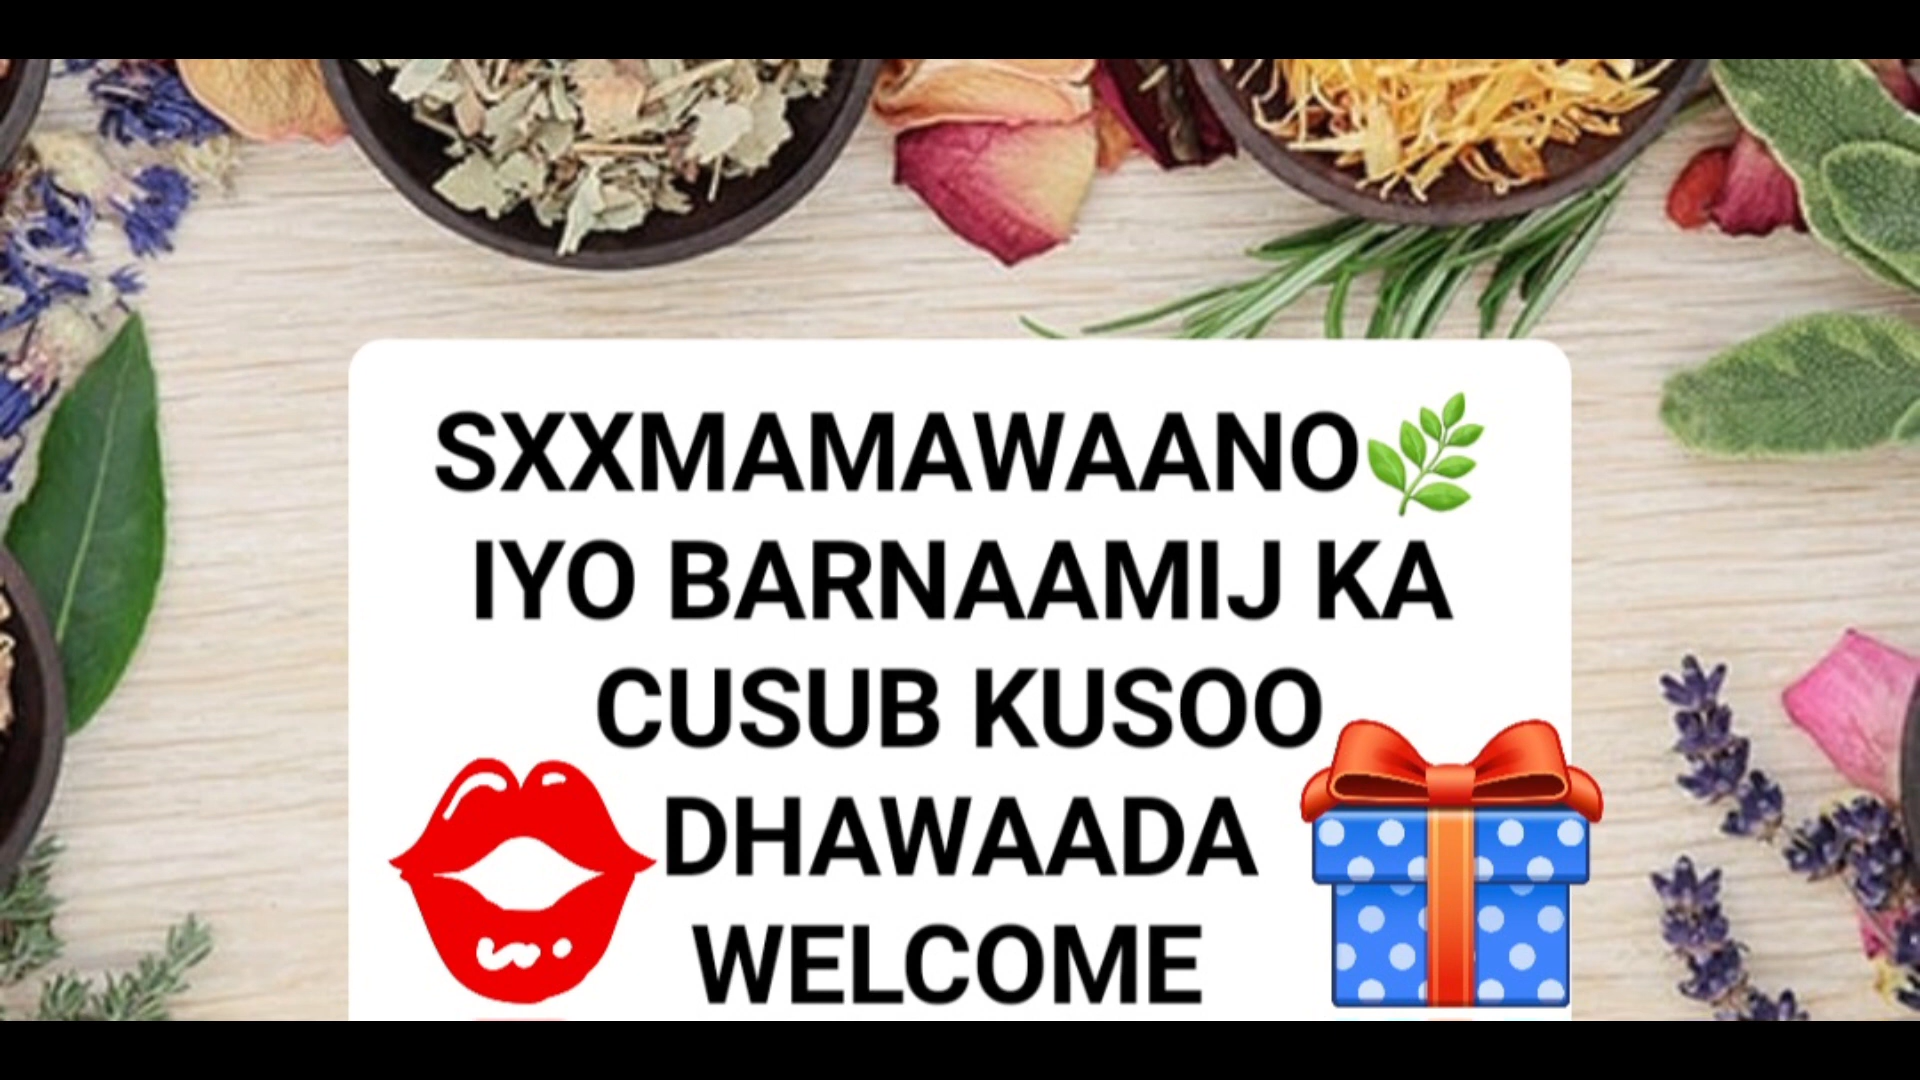 SXXMAMAWAANO🌿
IYO BARNAAMIJ KA
CUSUB KUSOO
DHAWAADA
WELCOME